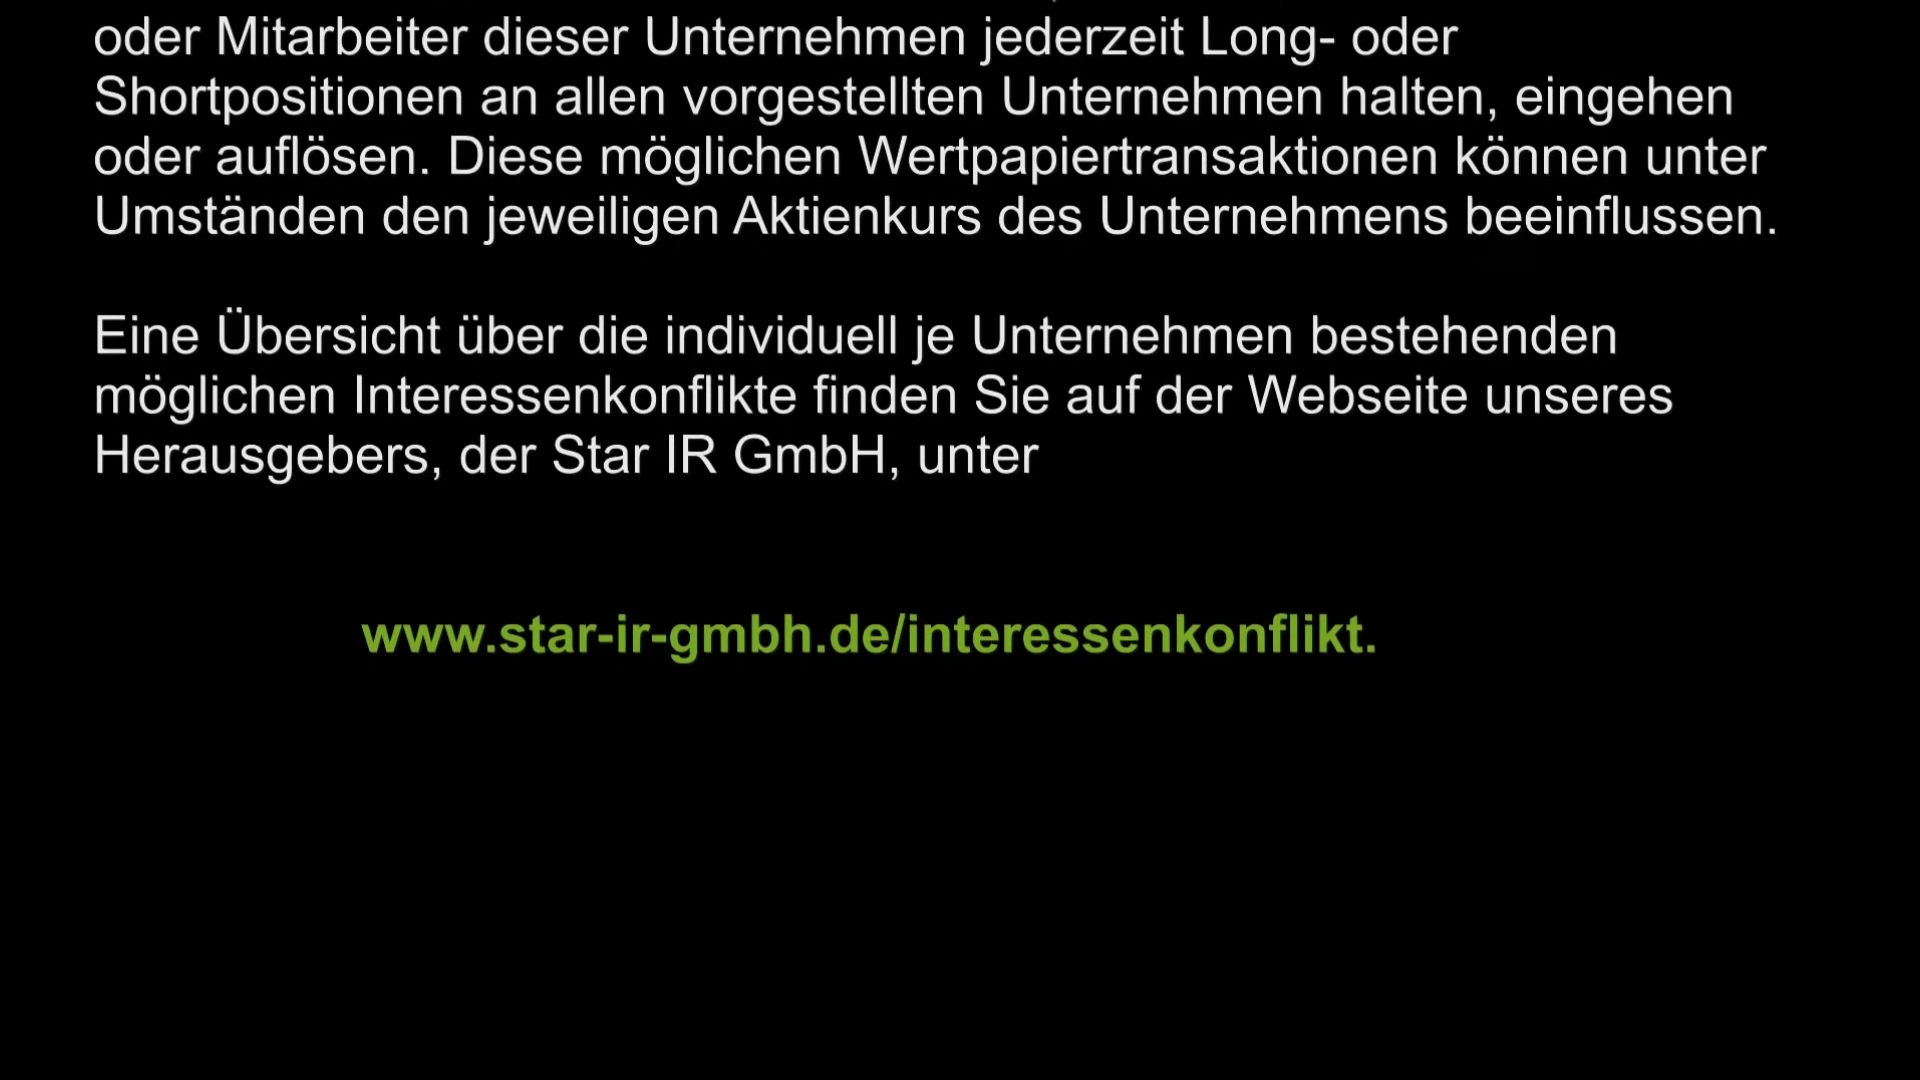 oder Mitarbeiter dieser Unternehmen jederzeit Long- oder
Shortpositionen an allen vorgestellten Unternehmen halten, eingehen
oder auflösen. Diese möglichen Wertpapiertransaktionen können unter
Umständen den jeweiligen Aktienkurs des Unternehmens beeinflussen.
Eine Übersicht über die individuell je Unternehmen bestehenden
möglichen Interessenkonflikte finden Sie auf der Webseite unseres
Herausgebers, der Star IR GmbH, unter
www.star-ir-gmbh.de/interessenkonflikt.